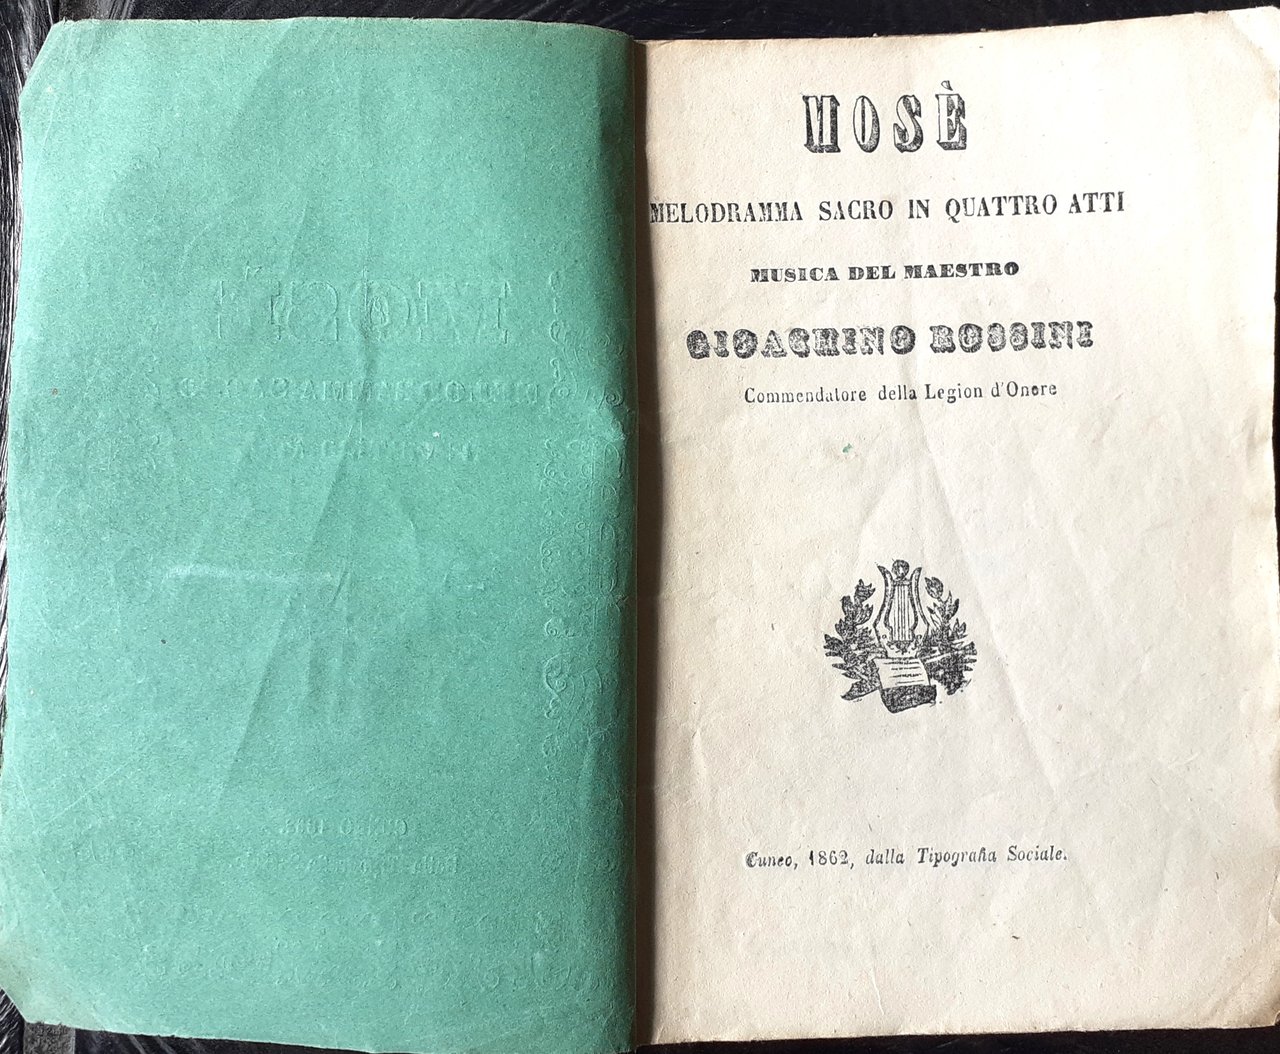 MOSÈ
MELODRAMMA SACRO IN QUATTRO ATTI
MUSICA DEL MAESTRO
GIOACHINO ROSSINI
Commendatore della Legion d'Onore
Cuneo, 1862, dalla Tipografia Sociale.